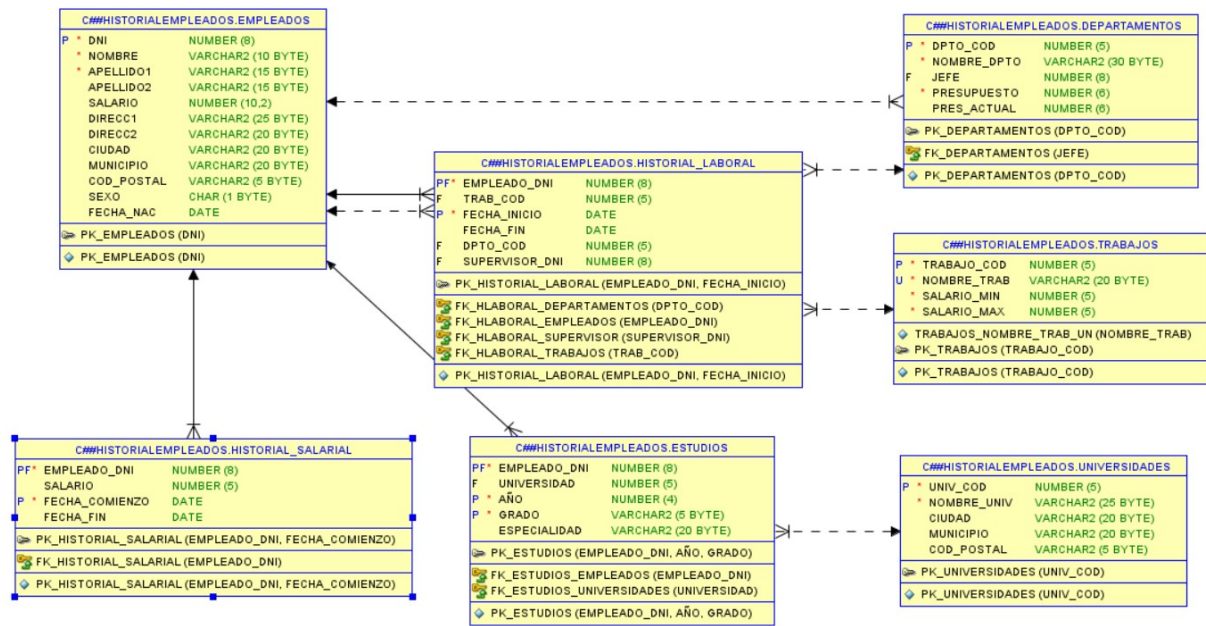 C##HISTORIALEMPLEADOS.EMPLEADOS
P * DNI NUMBER (8)
* NOMBRE VARCHAR2 (10 BYTE)
* APELLIDO1 VARCHAR2 (15 BYTE)
APELLIDO2 VARCHAR2 (15 BYTE)
SALARIO NUMBER (10,2)
DIRECC1 VARCHAR2 (25 BYTE)
DIRECC2 VARCHAR2 (20 BYTE)
CIUDAD VARCHAR2 (20 BYTE)
MUNICIPIO VARCHAR2 (20 BYTE)
COD_POSTAL VARCHAR2 (5 BYTE)
SEXO CHAR (1 BYTE)
FECHA_NAC DATE
PK_EMPLEADOS (DNI)
PK_EMPLEADOS (DNI)
C##HISTORIALEMPLEADOS.DEPARTAMENTOS
P * DPTO_COD NUMBER (5)
* NOMBRE_DPTO VARCHAR2 (30 BYTE)
F JEFE NUMBER (8)
* PRESUPUESTO NUMBER (6)
PRES_ACTUAL NUMBER (6)
PK_DEPARTAMENTOS (DPTO_COD)
FK_DEPARTAMENTOS (JEFE)
PK_DEPARTAMENTOS (DPTO_COD)
C##HISTORIALEMPLEADOS.HISTORIAL_LABORAL
PF* EMPLEADO_DNI NUMBER (8)
F TRAB_COD NUMBER (5)
P * FECHA_INICIO DATE
FECHA_FIN DATE
F DPTO_COD NUMBER (5)
F SUPERVISOR_DNI NUMBER (8)
PK_HISTORIAL_LABORAL (EMPLEADO_DNI, FECHA_INICIO)
FK_HLABORAL_DEPARTAMENTOS (DPTO_COD)
FK_HLABORAL_EMPLEADOS (EMPLEADO_DNI)
FK_HLABORAL_SUPERVISOR (SUPERVISOR_DNI)
FK_HLABORAL_TRABAJOS (TRAB_COD)
PK_HISTORIAL_LABORAL (EMPLEADO_DNI, FECHA_INICIO)
C##HISTORIALEMPLEADOS.TRABAJOS
P * TRABAJO_COD NUMBER (5)
U * NOMBRE_TRAB VARCHAR2 (20 BYTE)
* SALARIO_MIN NUMBER (5)
* SALARIO_MAX NUMBER (5)
TRABAJOS_NOMBRE_TRAB_UN (NOMBRE_TRAB)
PK_TRABAJOS (TRABAJO_COD)
PK_TRABAJOS (TRABAJO_COD)
C##HISTORIALEMPLEADOS.HISTORIAL_SALARIAL
PF* EMPLEADO_DNI NUMBER (8)
SALARIO NUMBER (5)
P * FECHA_COMIENZO DATE
FECHA_FIN DATE
PK_HISTORIAL_SALARIAL (EMPLEADO_DNI, FECHA_COMIENZO)
FK_HISTORIAL_SALARIAL (EMPLEADO_DNI)
PK_HISTORIAL_SALARIAL (EMPLEADO_DNI, FECHA_COMIENZO)
C##HISTORIALEMPLEADOS.ESTUDIOS
PF* EMPLEADO_DNI NUMBER (8)
F UNIVERSIDAD NUMBER (5)
P * AÑO NUMBER (4)
P * GRADO VARCHAR2 (5 BYTE)
ESPECIALIDAD VARCHAR2 (20 BYTE)
PK_ESTUDIOS (EMPLEADO_DNI, AÑO, GRADO)
FK_ESTUDIOS_EMPLEADOS (EMPLEADO_DNI)
FK_ESTUDIOS_UNIVERSIDADES (UNIVERSIDAD)
PK_ESTUDIOS (EMPLEADO_DNI, AÑO, GRADO)
C##HISTORIALEMPLEADOS.UNIVERSIDADES
P * UNIV_COD NUMBER (5)
* NOMBRE_UNIV VARCHAR2 (25 BYTE)
CIUDAD VARCHAR2 (20 BYTE)
MUNICIPIO VARCHAR2 (20 BYTE)
COD_POSTAL VARCHAR2 (5 BYTE)
PK_UNIVERSIDADES (UNIV_COD)
PK_UNIVERSIDADES (UNIV_COD)